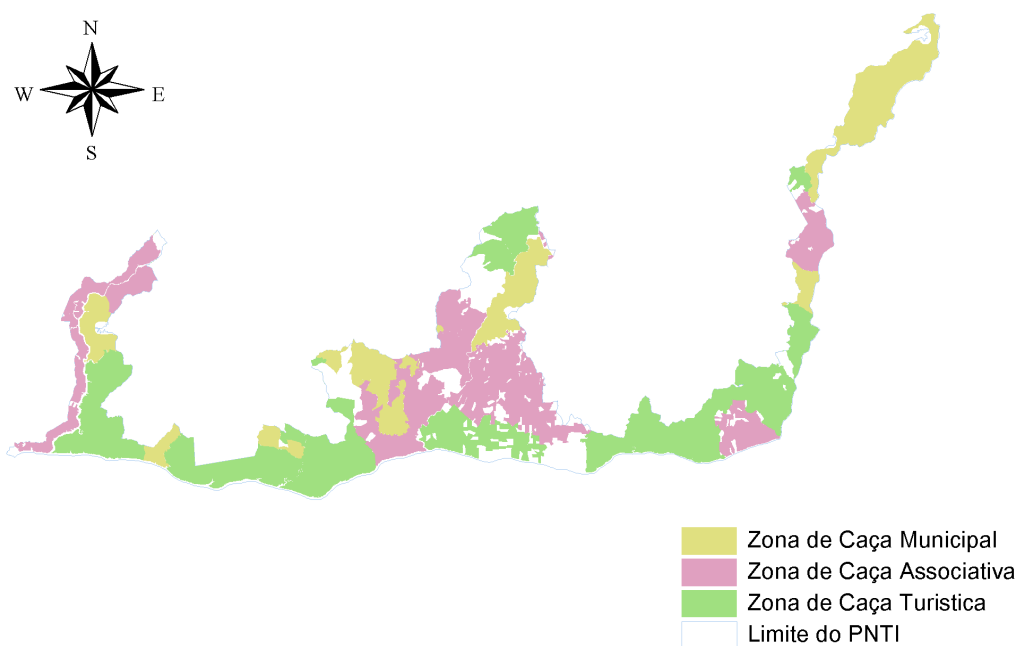 N
W E
S
Zona de Caça Municipal
Zona de Caça Associativa
Zona de Caça Turistica
Limite do PNTI